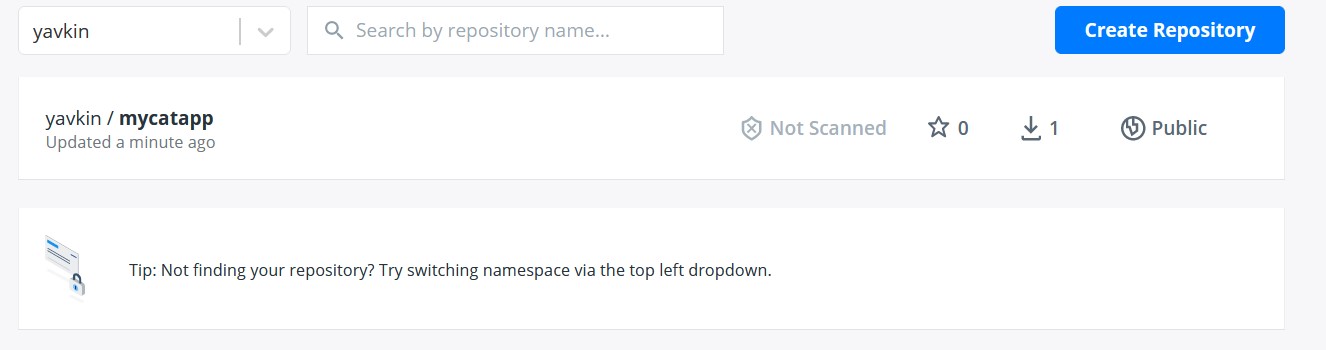 yavkin
Search by repository name...
Create Repository
yavkin / mycatapp
Updated a minute ago
Not Scanned
0
1
Public
Tip: Not finding your repository? Try switching namespace via the top left dropdown.